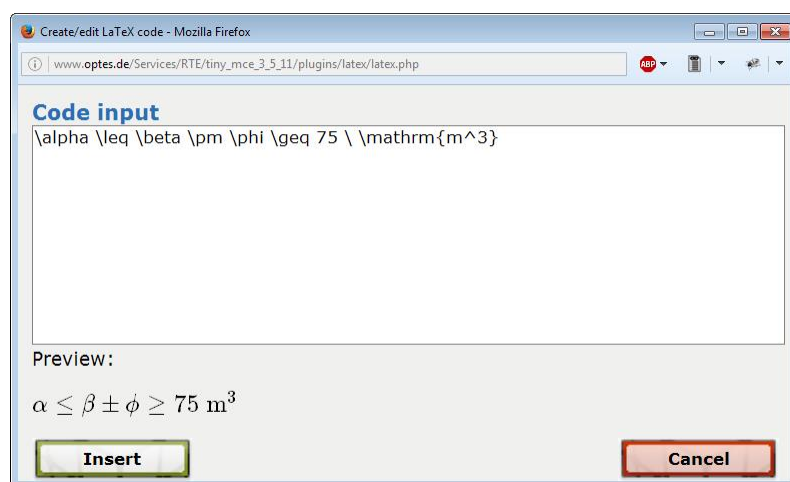 Create/edit LaTeX code - Mozilla Firefox
www.optes.de/Services/RTE/tiny_mce_3_5_11/plugins/latex/latex.php
ABP
Code input
\alpha \leq \beta \pm \phi \geq 75 \ \mathrm{m^3}
Preview:
α ≤ β ± ϕ ≥ 75 m³
Insert
Cancel